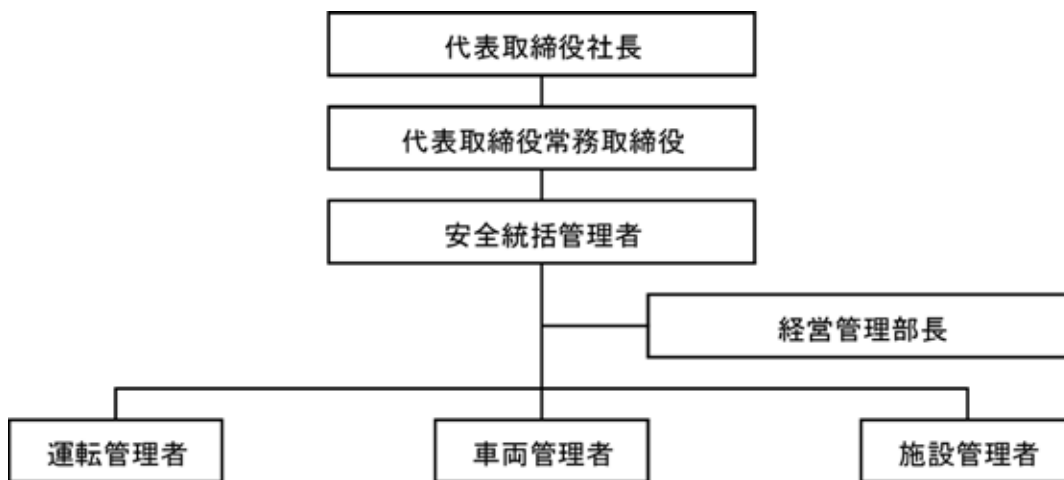 代表取締役社長
代表取締役常務取締役
安全統括管理者
経営管理部長
運転管理者
車両管理者
施設管理者